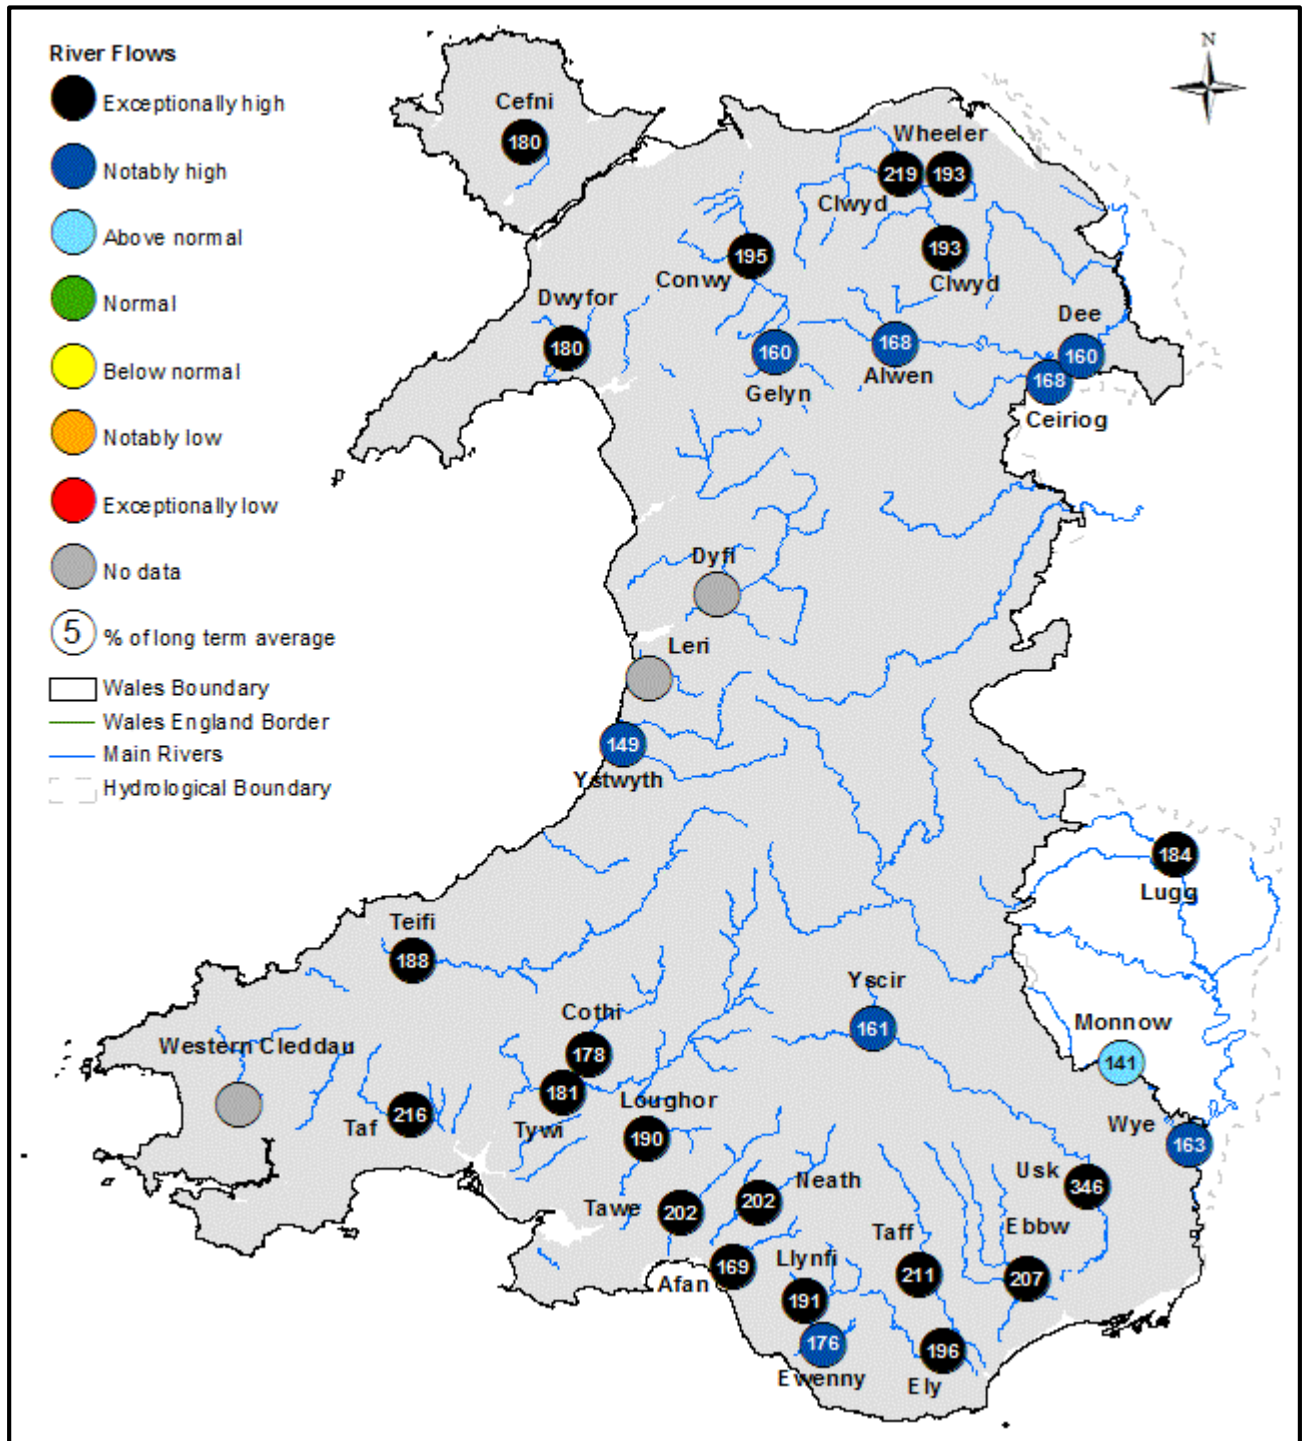 N
River Flows
Exceptionally high
Notably high
Above normal
Normal
Below normal
Notably low
Exceptionally low
No data
5 % of long term average
Wales Boundary
Wales England Border
Main Rivers
Hydrological Boundary
Cefni
180
Wheeler
219
193
Clwyd
193
Clwyd
195
Conwy
Dwyfor
180
160
Gelyn
168
Alwen
Dee
160
168
Ceiriog
Dyfi
Leri
149
Ystwyth
184
Lugg
Teifi
188
Yscir
161
Cothi
178
Monnow
141
Western Cleddau
181
Tywi
216
Taf
Loughor
190
Wye
163
Usk
346
Neath
202
Tawe
202
Ebbw
207
Taff
211
Llynfi
191
169
Afan
176
Ewenny
196
Ely